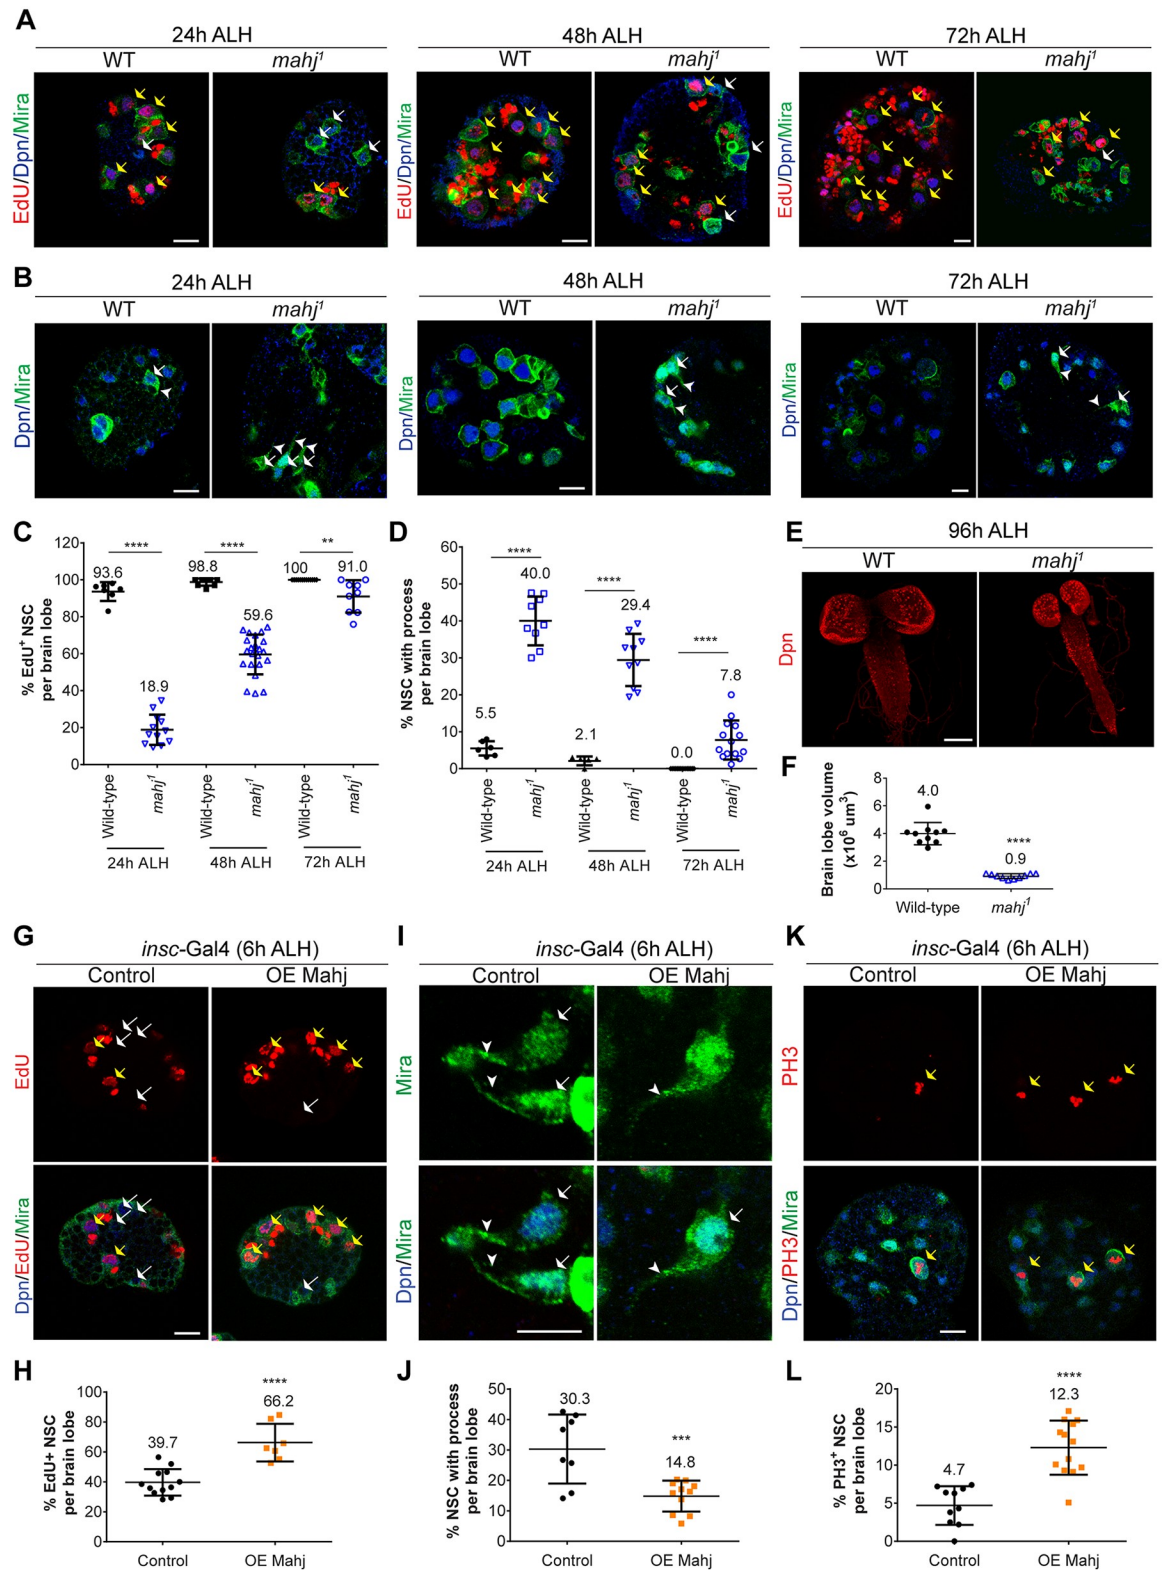 A
24h ALH
48h ALH
72h ALH
WT
mahj¹
WT
mahj¹
WT
mahj¹
EdU/Dpn/Mira
EdU/Dpn/Mira
EdU/Dpn/Mira
B
24h ALH
48h ALH
72h ALH
WT
mahj¹
WT
mahj¹
WT
mahj¹
Dpn/Mira
Dpn/Mira
Dpn/Mira
C
% EdU⁺ NSC
per brain lobe
120
100
80
60
40
20
0
93.6
****
18.9
98.8
****
59.6
100
**
91.0
Wild-type
mahj¹
Wild-type
mahj¹
Wild-type
mahj¹
24h ALH
48h ALH
72h ALH
D
% NSC with process
per brain lobe
60
50
40
30
20
10
0
5.5
****
40.0
2.1
****
29.4
0.0
****
7.8
Wild-type
mahj¹
Wild-type
mahj¹
Wild-type
mahj¹
24h ALH
48h ALH
72h ALH
E
96h ALH
WT
mahj¹
Dpn
F
Brain lobe volume
(x10⁶ um³)
8
6
4
2
0
4.0
****
0.9
Wild-type
mahj¹
G
insc-Gal4 (6h ALH)
Control
OE Mahj
EdU
Dpn/EdU/Mira
I
insc-Gal4 (6h ALH)
Control
OE Mahj
Mira
Dpn/Mira
K
insc-Gal4 (6h ALH)
Control
OE Mahj
PH3
Dpn/PH3/Mira
H
% EdU+ NSC
per brain lobe
100
80
60
40
20
0
39.7
****
66.2
Control
OE Mahj
J
% NSC with process
per brain lobe
50
40
30
20
10
0
30.3
***
14.8
Control
OE Mahj
L
% PH3⁺ NSC
per brain lobe
20
15
10
5
0
4.7
****
12.3
Control
OE Mahj